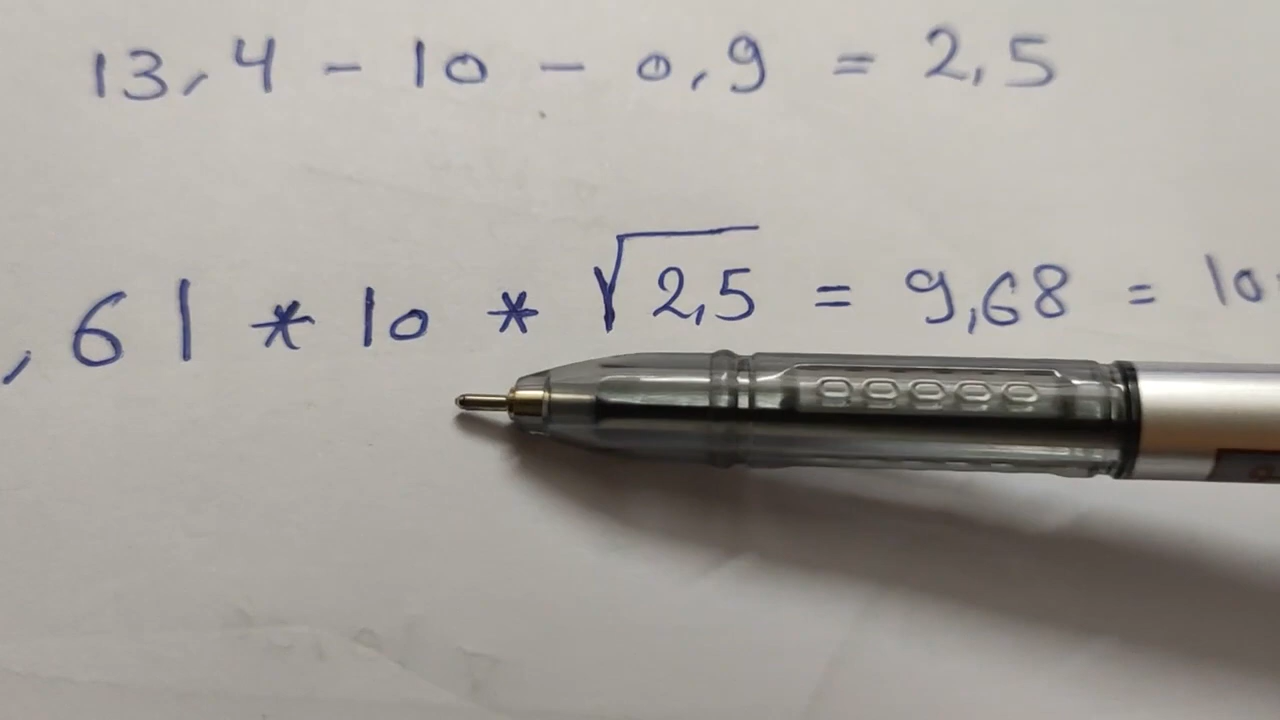 13,4 - 10 - 0,9 = 2,5
,61 * 10 * √2,5 = 9,68 = 10